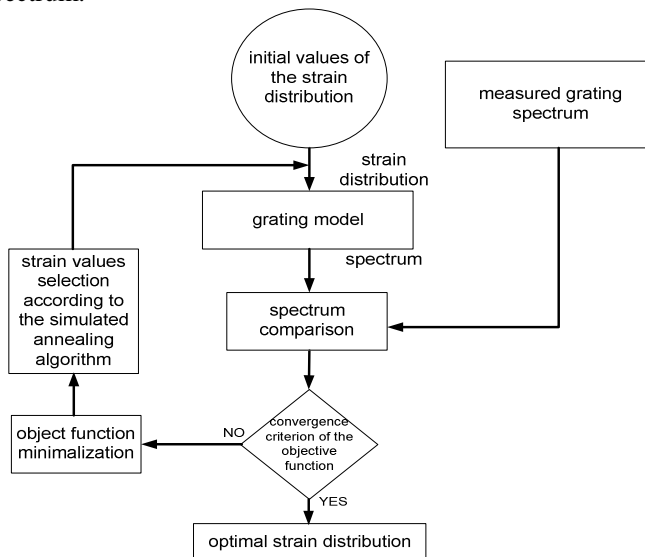 initial values of
the strain
distribution
measured grating
spectrum
strain
distribution
grating model
spectrum
strain values
selection
according to
the simulated
annealing
algorithm
spectrum
comparison
convergence
criterion of the
objective
function
NO
object function
minimalization
YES
optimal strain distribution